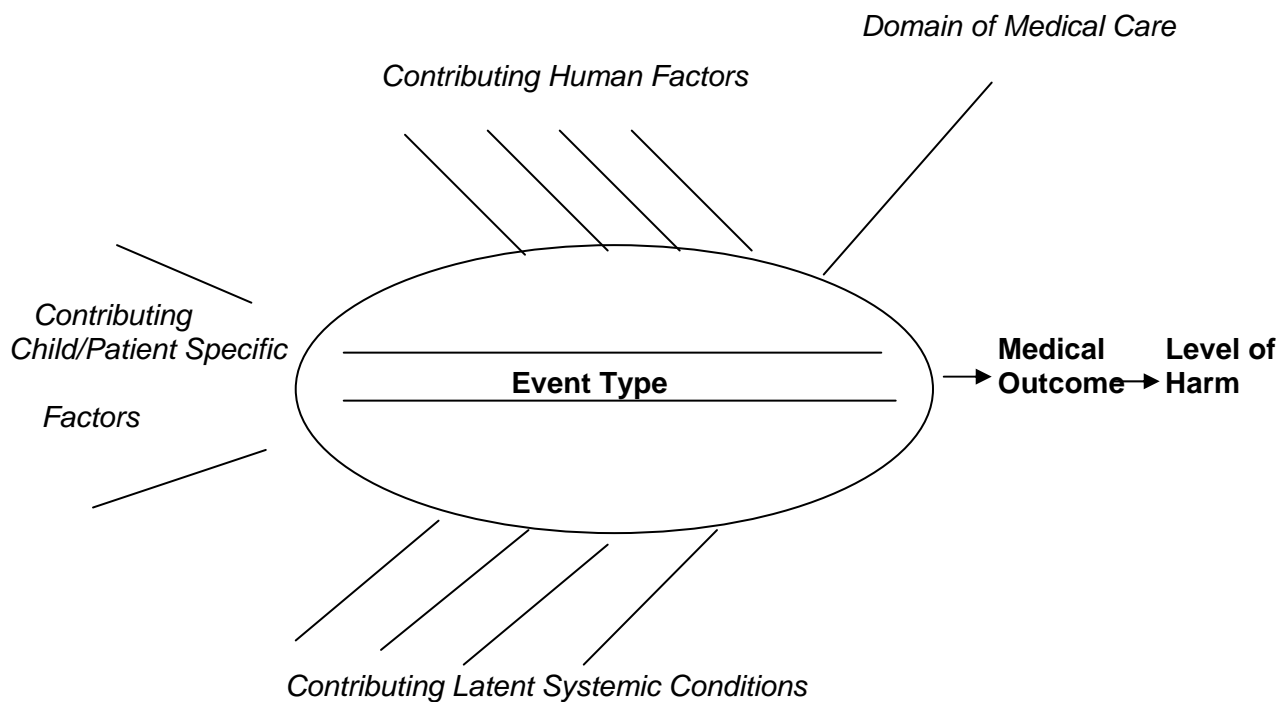 Domain of Medical Care
Contributing Human Factors
Contributing
Child/Patient Specific
Factors
Event Type
Medical
Outcome
Level of
Harm
Contributing Latent Systemic Conditions